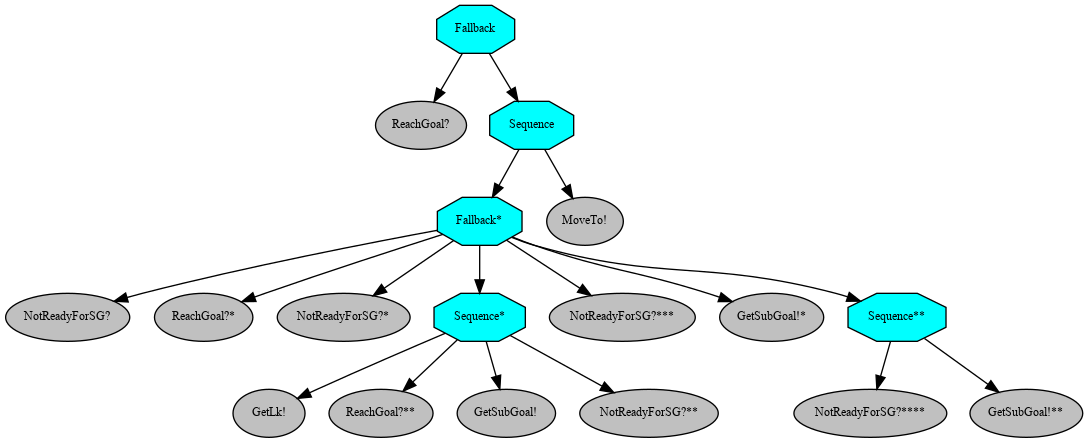 Fallback
ReachGoal?
Sequence
Fallback*
MoveTo!
NotReadyForSG?
ReachGoal?*
NotReadyForSG?*
Sequence*
NotReadyForSG?***
GetSubGoal!*
Sequence**
GetLk!
ReachGoal?**
GetSubGoal!
NotReadyForSG?**
NotReadyForSG?****
GetSubGoal!**